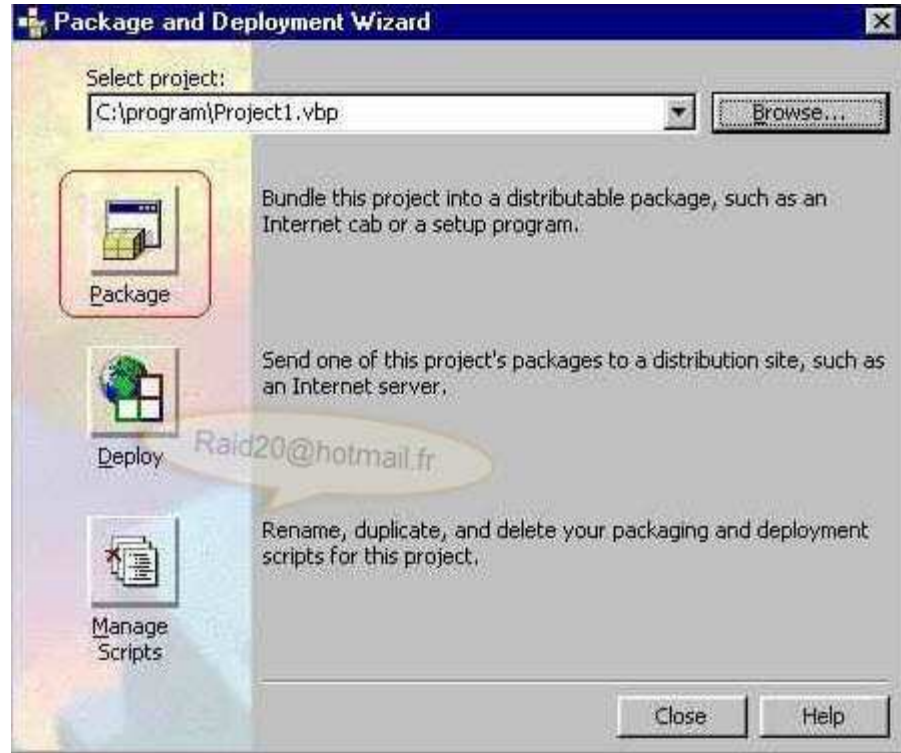 Package and Deployment Wizard
Select project:
C:\program\Project1.vbp
Browse...
Bundle this project into a distributable package, such as an
Internet cab or a setup program.
Package
Send one of this project's packages to a distribution site, such as
an Internet server.
Deploy
Raid20@hotmail.fr
Rename, duplicate, and delete your packaging and deployment
scripts for this project.
Manage
Scripts
Close
Help